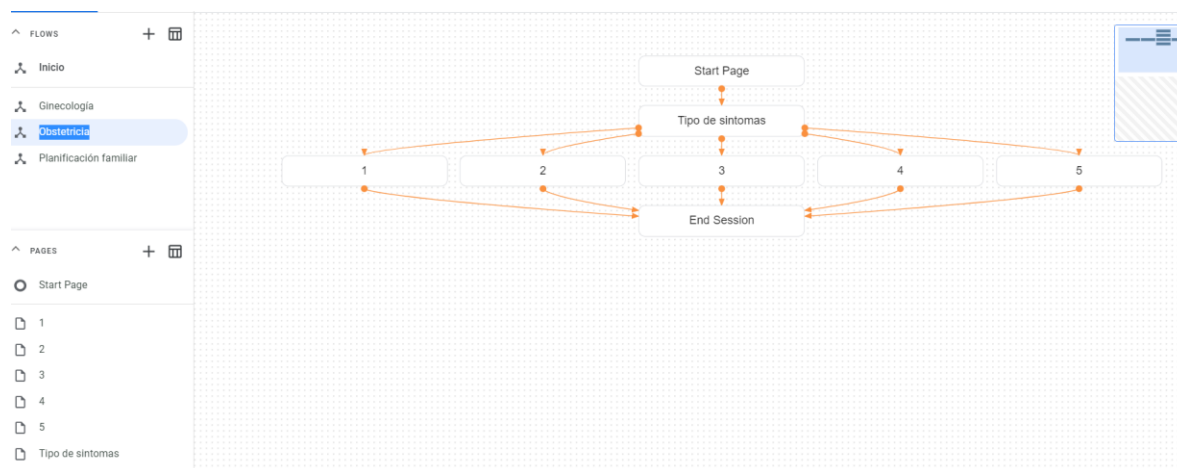 FLOWS
Inicio
Ginecología
Obstetricia
Planificación familiar
PAGES
Start Page
1
2
3
4
5
Tipo de sintomas
Start Page
Tipo de sintomas
1
2
3
4
5
End Session